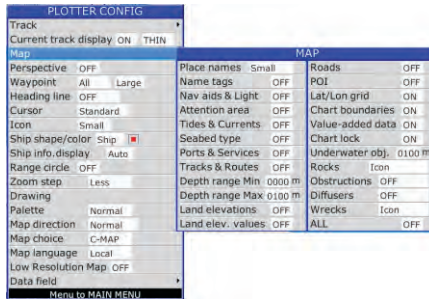 PLOTTER CONFIG
Track
Current track display ON THIN
Map
Perspective OFF
Waypoint All Large
Heading line OFF
Cursor Standard
Icon Small
Ship shape/color Ship
Ship info.display Auto
Range circle OFF
Zoom step Less
Drawing
Palette Normal
Map direction Normal
Map choice C-MAP
Map language Local
Low Resolution Map OFF
Data field
Menu to MAIN MENU
MAP
Place names Small
Name tags OFF
Nav aids & Light OFF
Attention area OFF
Tides & Currents OFF
Seabed type OFF
Ports & Services OFF
Tracks & Routes OFF
Depth range Min 0000 m
Depth range Max 0100 m
Land elevations OFF
Land elev. values OFF
Roads OFF
POI OFF
Lat/Lon grid ON
Chart boundaries ON
Value-added data ON
Chart lock ON
Underwater obj. 0100 m
Rocks Icon
Obstructions OFF
Diffusers OFF
Wrecks Icon
ALL OFF